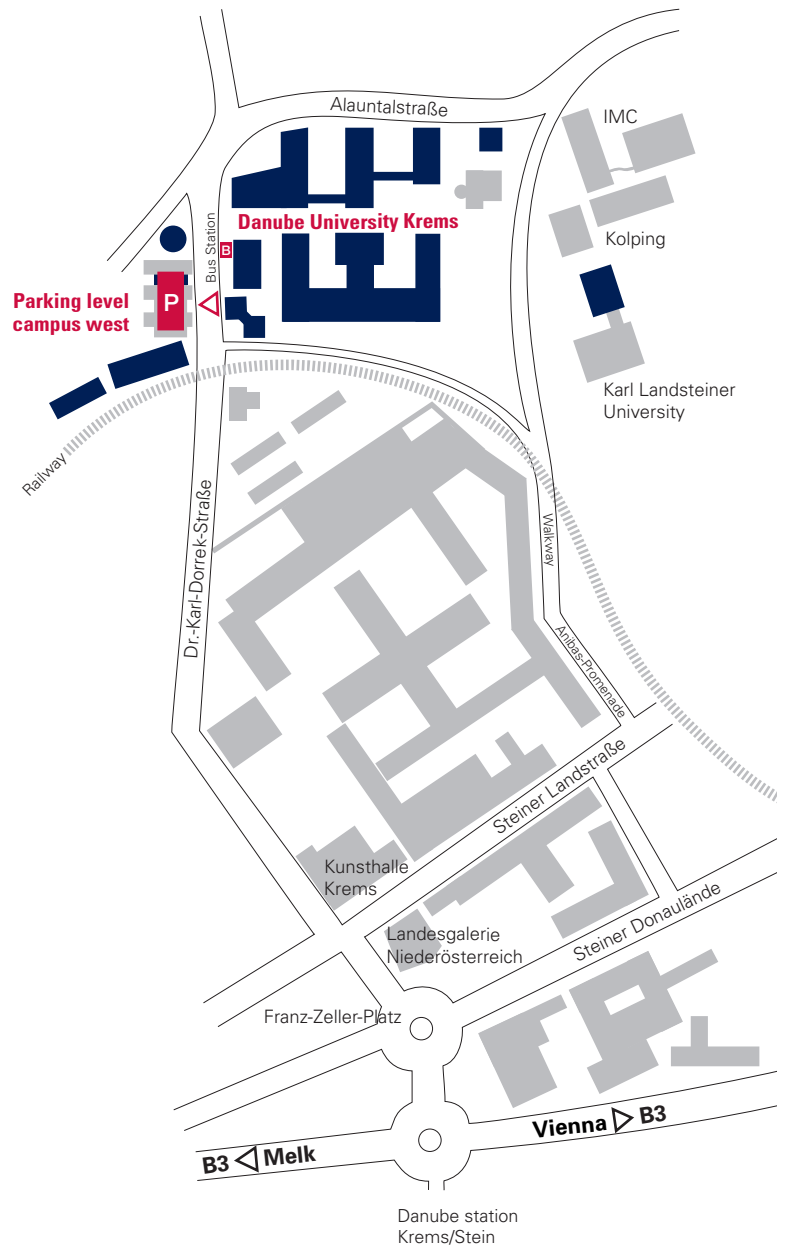 Alauntalstraße
IMC
Bus Station
Danube University Krems
B
Kolping
Parking level
campus west
P
Karl Landsteiner
University
Railway
Dr.-Karl-Dorrek-Straße
Walkway
Anibas-Promenade
Steiner Landstraße
Kunsthalle
Krems
Landesgalerie
Niederösterreich
Steiner Donaulände
Franz-Zeller-Platz
Vienna B3
B3 Melk
Danube station
Krems/Stein